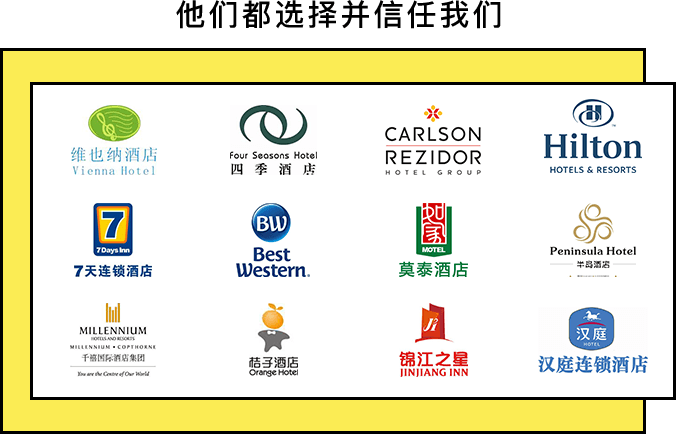 他们都选择并信任我们
维也纳酒店
Vienna Hotel
Four Seasons Hotel
四季酒店
CARLSON
REZIDOR
HOTEL GROUP
Hilton
HOTELS & RESORTS
7
7 Days Inn
7天连锁酒店
BW
Best
Western®
如家
MOTEL
莫泰酒店
Peninsula Hotel
半岛酒店
MILLENNIUM
HOTELS AND RESORTS
MILLENNIUM • COPTHORNE
千禧国际酒店集团
You are the Centre of Our World
桔子酒店
Orange Hotel
锦江之星
JINJIANG INN
汉庭
HOTEL
汉庭连锁酒店